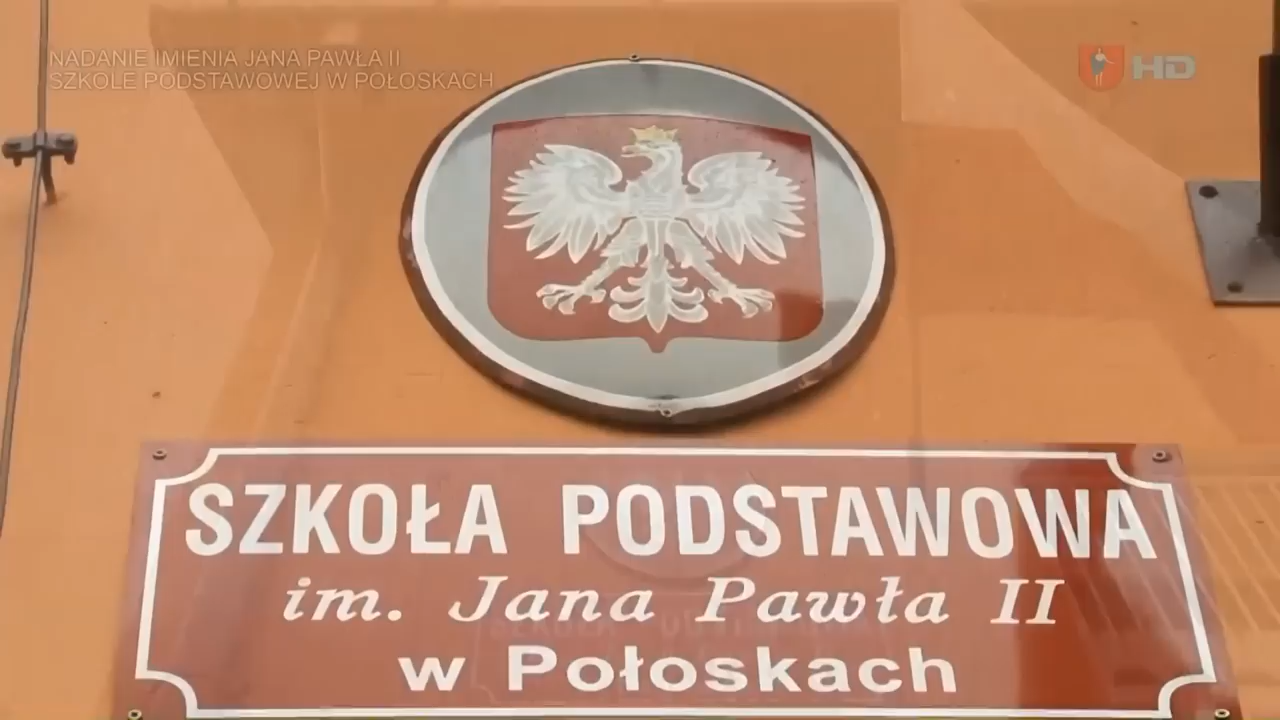 NADANIE IMIENIA JANA PAWŁA II
SZKOLE PODSTAWOWEJ W POŁOSKACH
HD
SZKOŁA PODSTAWOWA
im. Jana Pawła II
w Połoskach